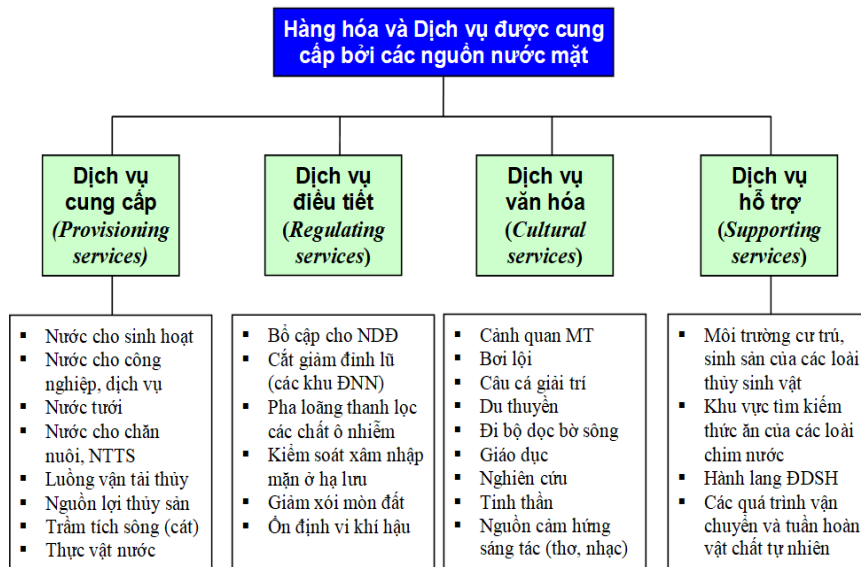 Hàng hóa và Dịch vụ được cung
cấp bởi các nguồn nước mặt
Dịch vụ
cung cấp
(Provisioning
services)
Dịch vụ
điều tiết
(Regulating
services)
Dịch vụ
văn hóa
(Cultural
services)
Dịch vụ
hỗ trợ
(Supporting
services)
▪ Nước cho sinh hoạt
▪ Nước cho công
nghiệp, dịch vụ
▪ Nước tưới
▪ Nước cho chăn
nuôi, NTTS
▪ Luồng vận tải thủy
▪ Nguồn lợi thủy sản
▪ Trầm tích sông (cát)
▪ Thực vật nước
▪ Bổ cập cho NDĐ
▪ Cắt giảm đỉnh lũ
(các khu ĐNN)
▪ Pha loãng thanh lọc
các chất ô nhiễm
▪ Kiểm soát xâm nhập
mặn ở hạ lưu
▪ Giảm xói mòn đất
▪ Ổn định vi khí hậu
▪ Cảnh quan MT
▪ Bơi lội
▪ Câu cá giải trí
▪ Du thuyền
▪ Đi bộ dọc bờ sông
▪ Giáo dục
▪ Nghiên cứu
▪ Tinh thần
▪ Nguồn cảm hứng
sáng tác (thơ, nhạc)
▪ Môi trường cư trú,
sinh sản của các loài
thủy sinh vật
▪ Khu vực tìm kiếm
thức ăn của các loài
chim nước
▪ Hành lang ĐDSH
▪ Các quá trình vận
chuyển và tuần hoàn
vật chất tự nhiên